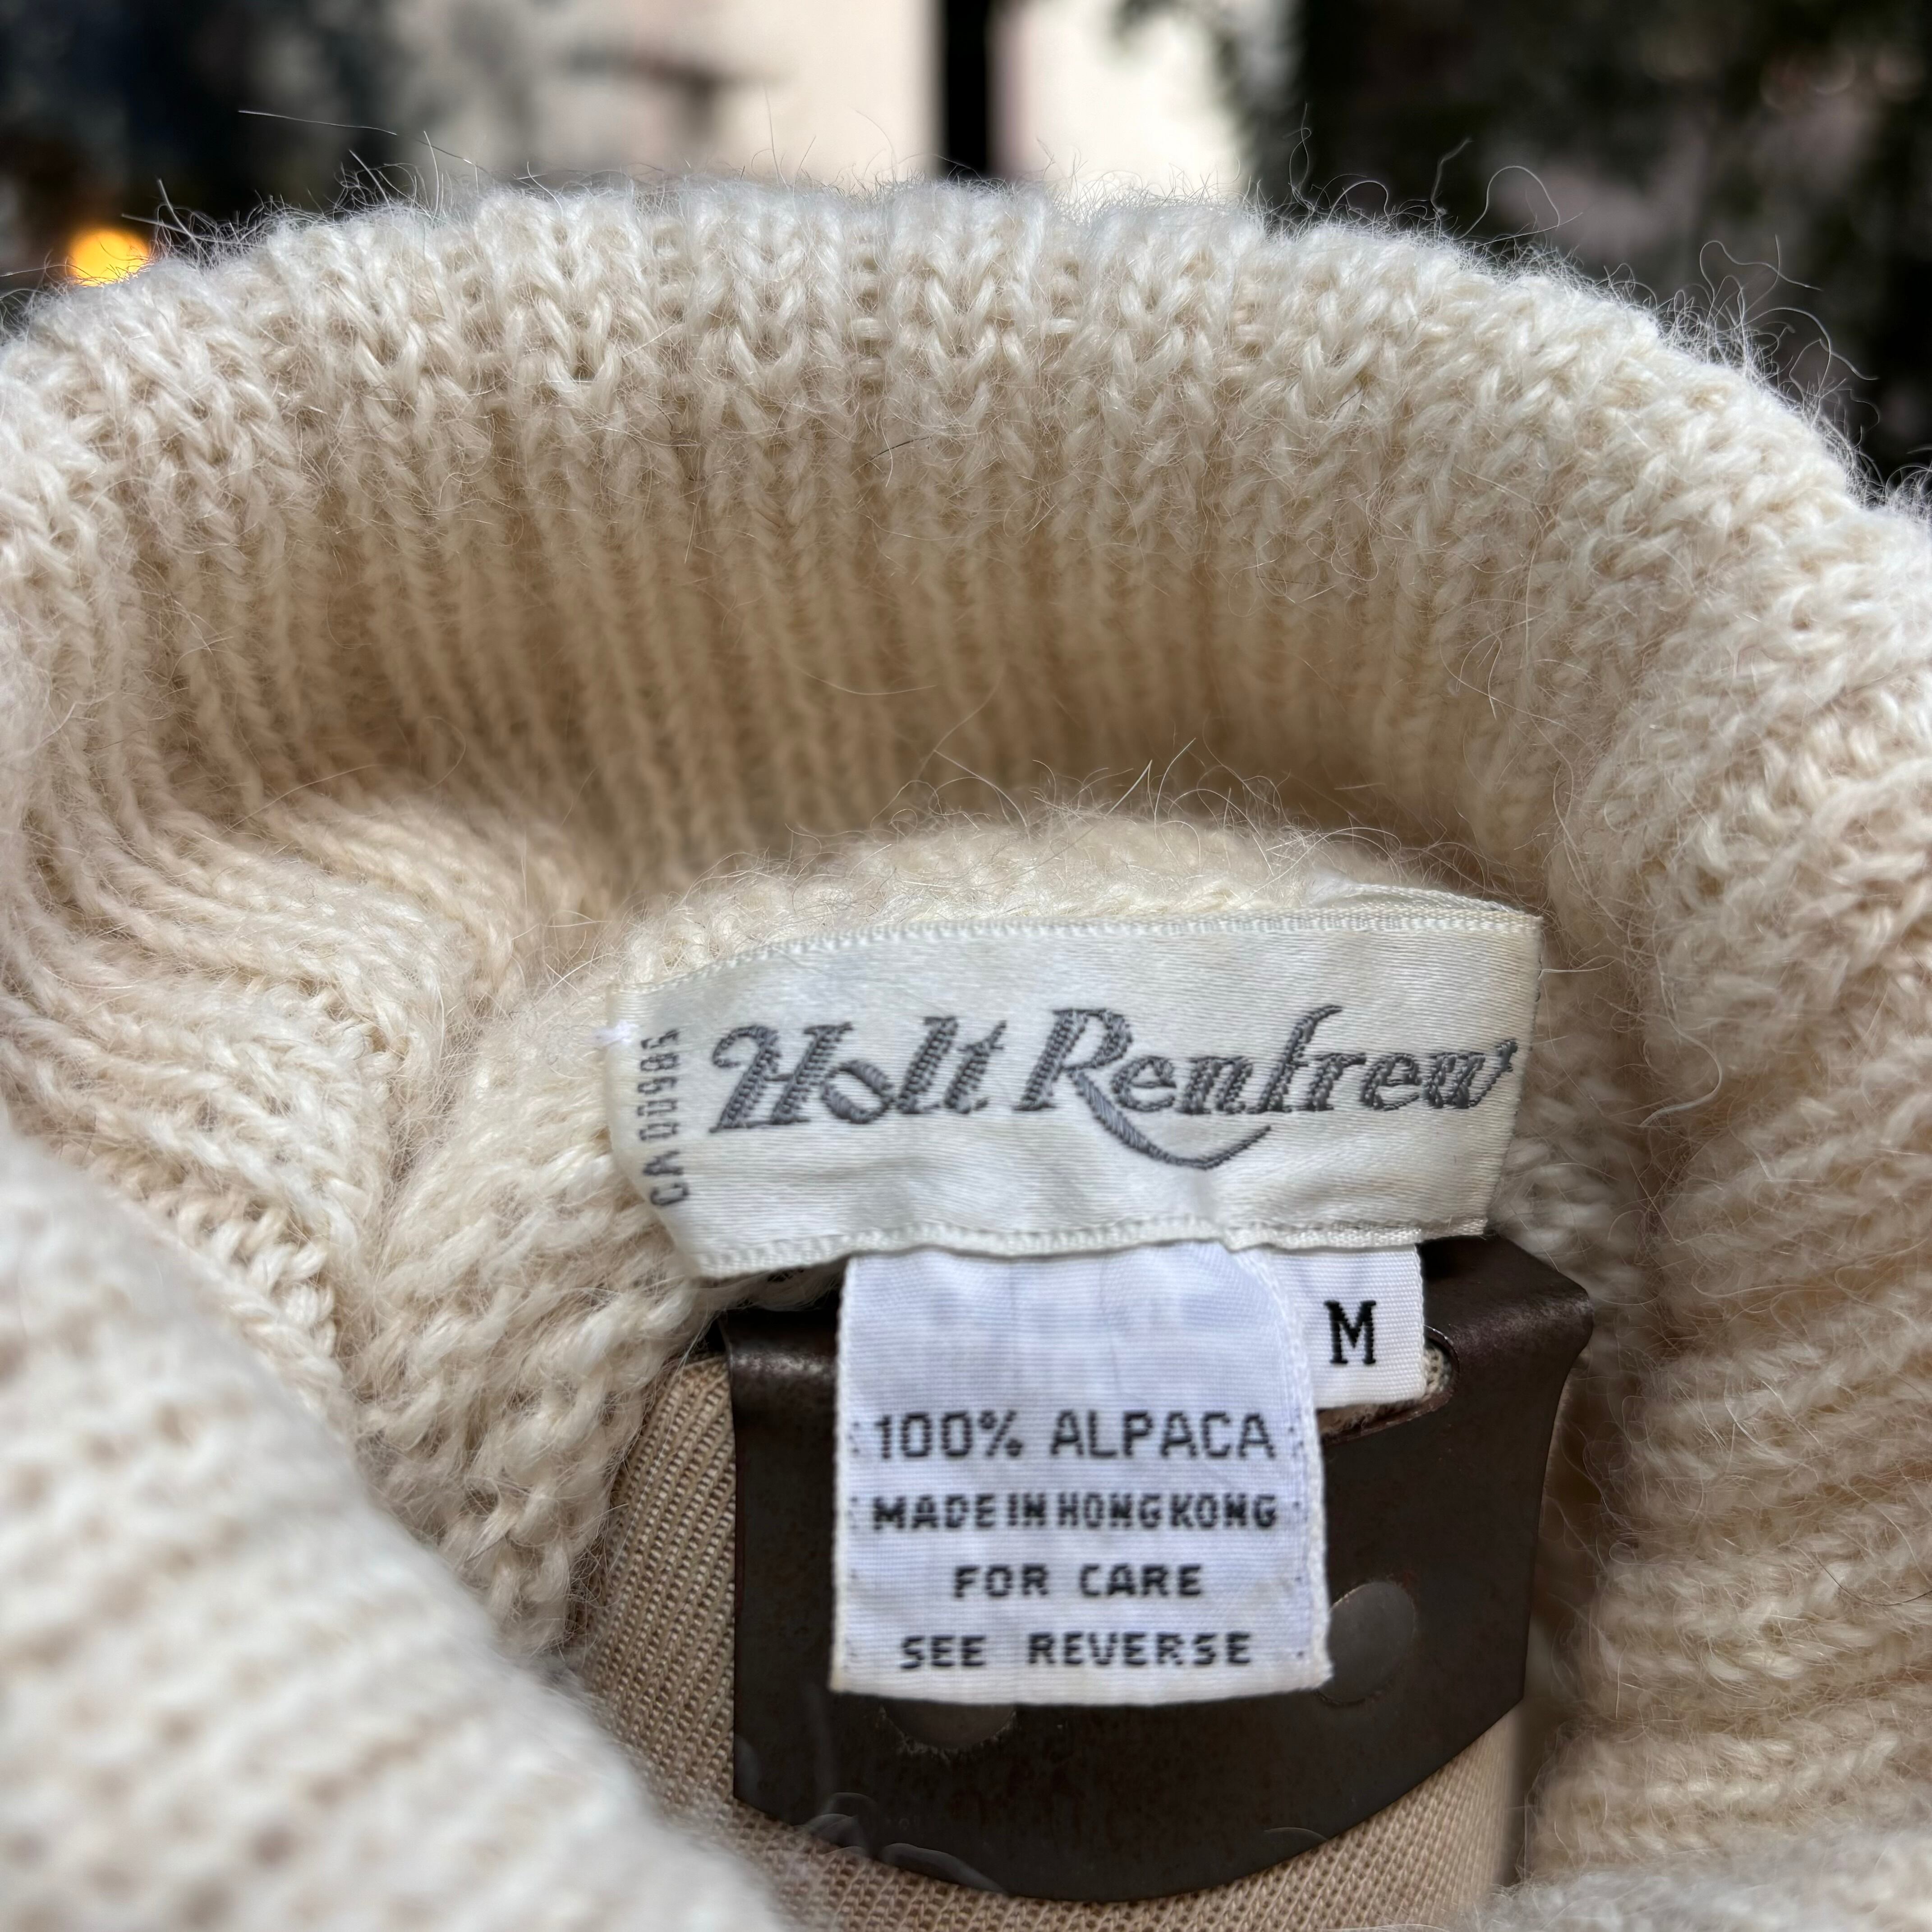 Holt Renfrew
CA 00986
M
100% ALPACA
MADE IN HONG KONG
FOR CARE
SEE REVERSE